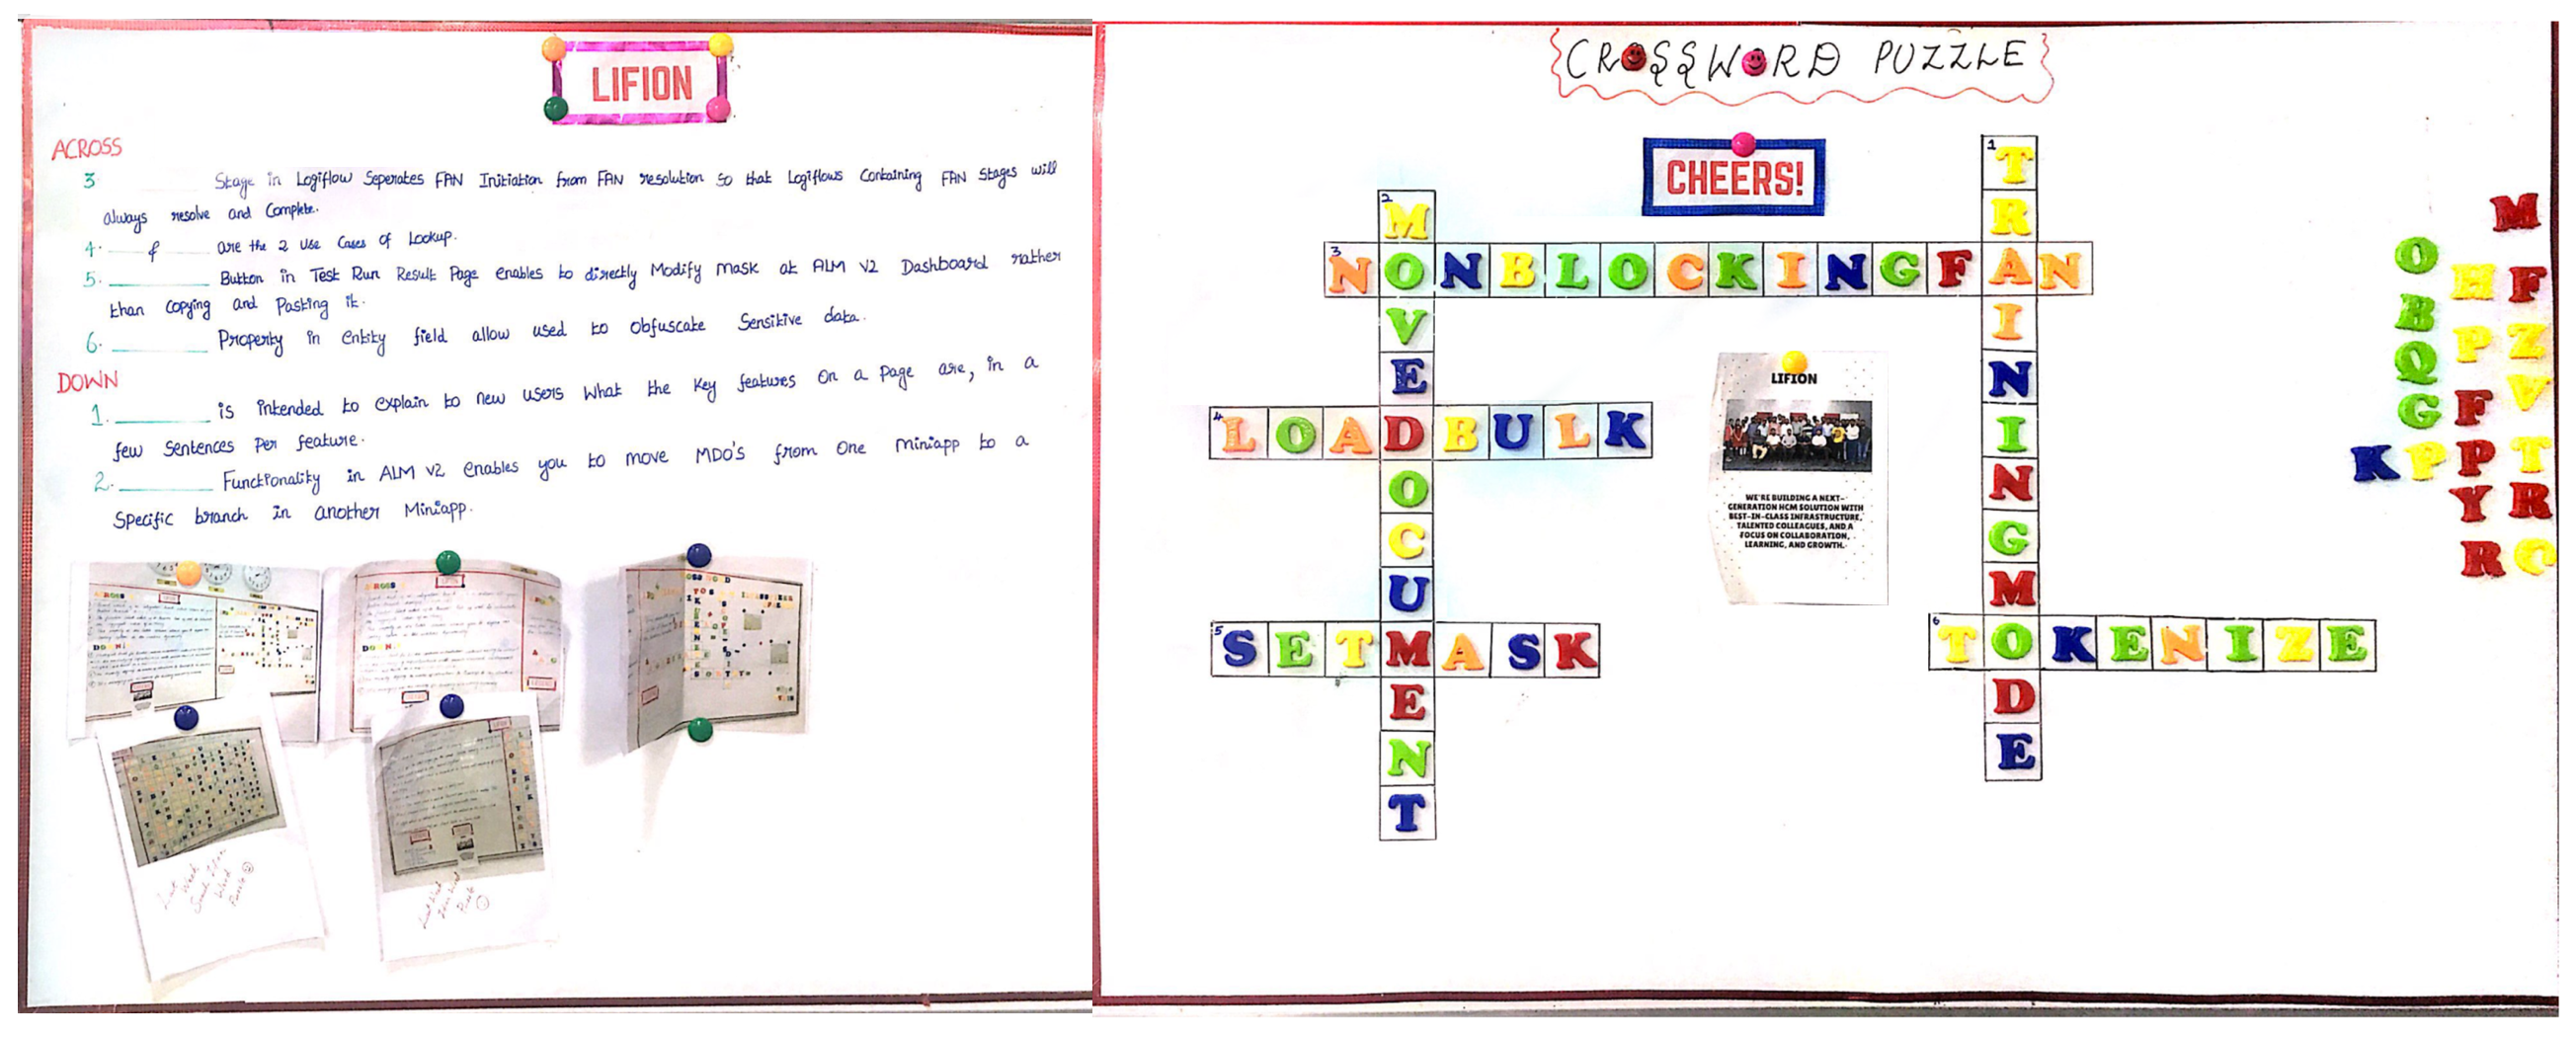 LIFION
ACROSS
3. ______ Stage in Logiflow Seperates FAN Initiation from FAN resolution so that Logiflows Containing FAN Stages will
always resolve and Complete.
4. ____ & ____ are the 2 Use Cases of Lookup.
5. ______ Button in Test Run Result Page enables to directly Modify mask at ALM V2 Dashboard rather
than copying and Pasting it.
6. ______ Property in entity field allow used to obfuscate Sensitive data.
DOWN
1. ______ is intended to explain to new users What the Key features on a page are, in a
few sentences Per feature.
2. ______ Functionality in ALM V2 enables you to move MDO's from one miniapp to a
Specific branch in another Miniapp.
Last
Week
Word
Puzzle
CROSSWORD PUZZLE
CHEERS!
1 TRAININGMODE
2 MOVEDOCUMENT
3 NONBLOCKINGFAN
4 LOADBULK
5 SETMASK
6 TOKENIZE
LIFION
WE'RE BUILDING A NEXT-
GENERATION HCM SOLUTION WITH
BEST-IN-CLASS INFRASTRUCTURE,
TALENTED COLLEAGUES, AND A
FOCUS ON COLLABORATION,
LEARNING, AND GROWTH.
M
O H F
B P Z
Q V
G F
K P P T
Y R
R C